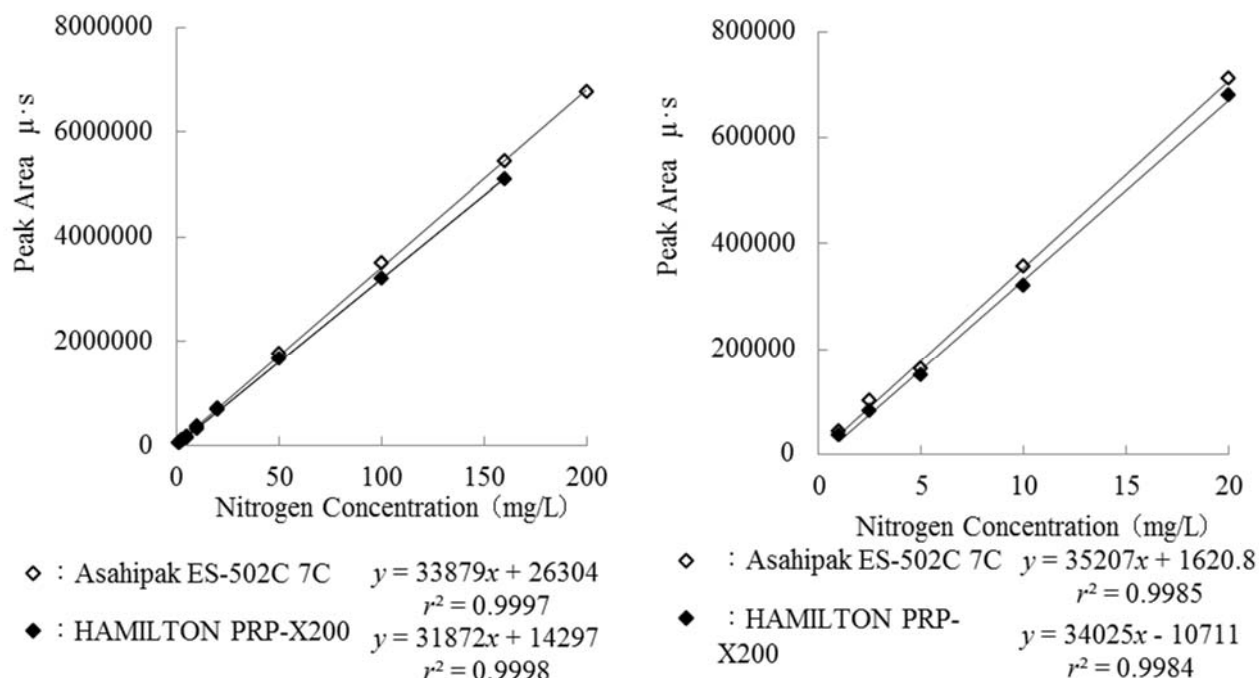 8000000
6000000
4000000
2000000
0
Peak Area μ·s
0 50 100 150 200
Nitrogen Concentration (mg/L)
◇ : Asahipak ES-502C 7C y = 33879x + 26304
r² = 0.9997
◆ : HAMILTON PRP-X200 y = 31872x + 14297
r² = 0.9998
800000
600000
400000
200000
0
Peak Area μ·s
0 5 10 15 20
Nitrogen Concentration (mg/L)
◇ : Asahipak ES-502C 7C y = 35207x + 1620.8
r² = 0.9985
◆ : HAMILTON PRP-
X200 y = 34025x - 10711
r² = 0.9984